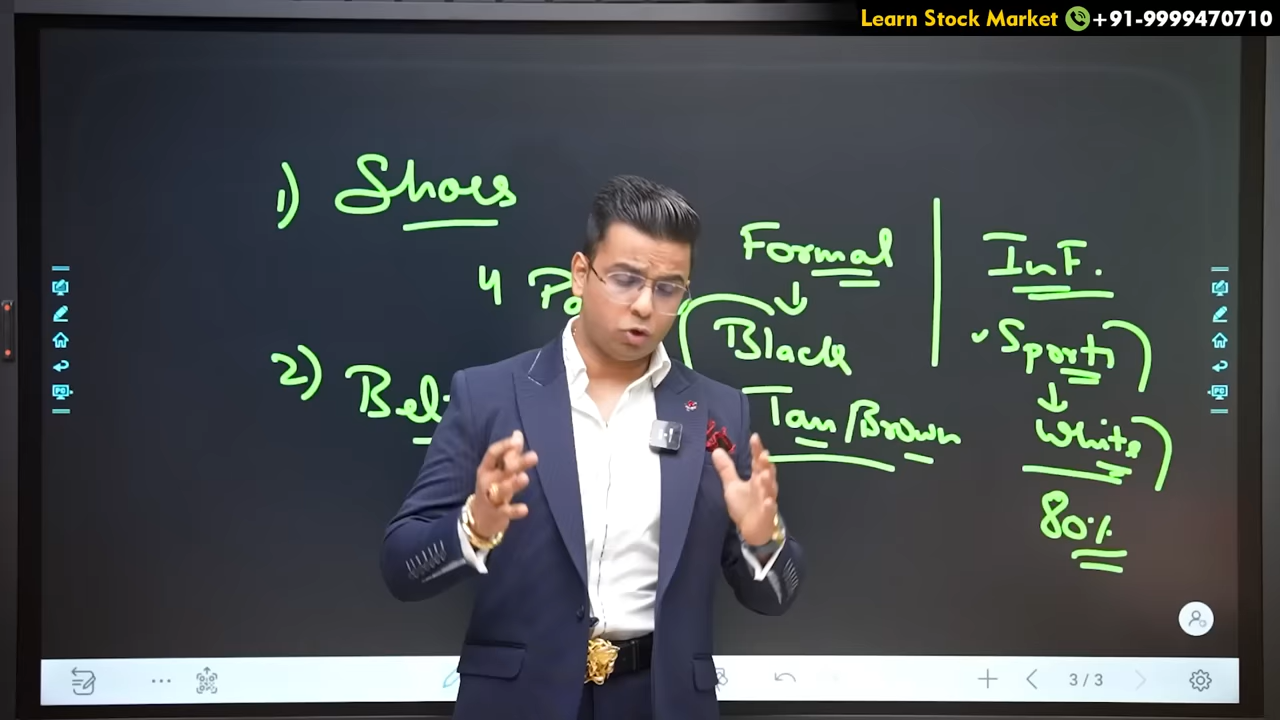 Learn Stock Market +91-9999470710
1) Shoes
4
Formal
Black
Tan/Brown
InF.
Sports
White
80%
2)
3/3